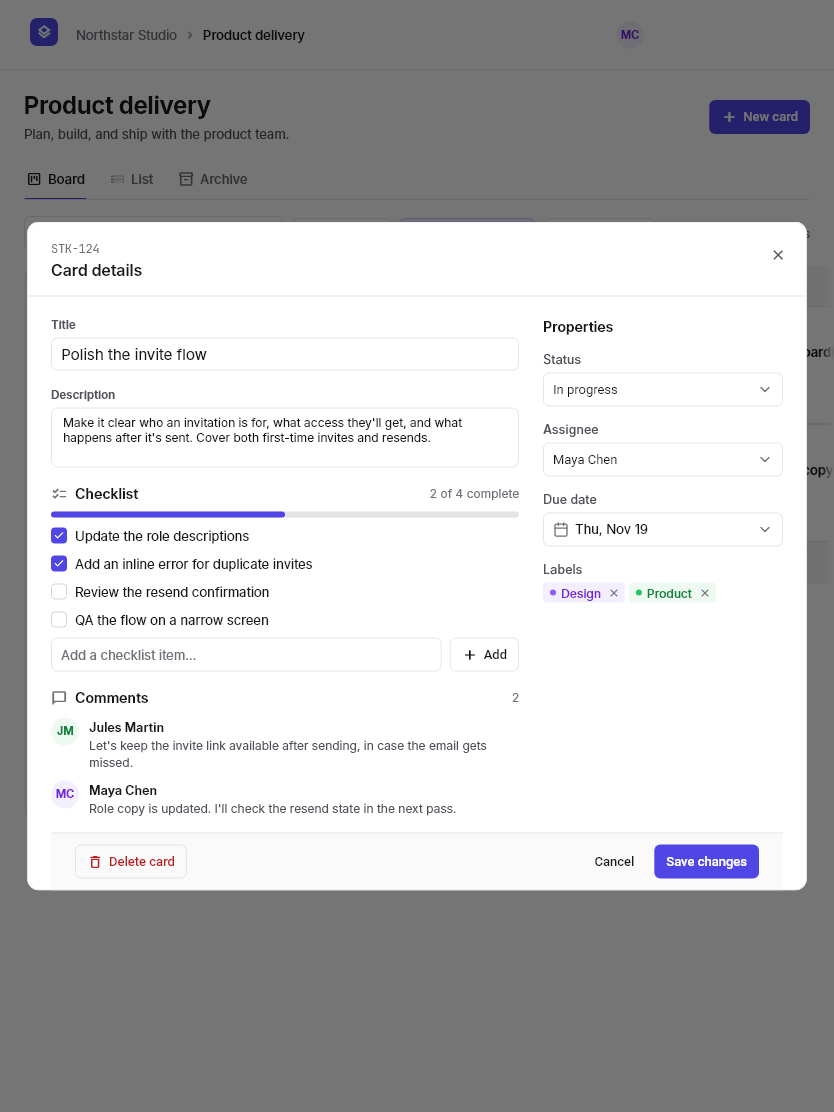 Northstar Studio
Product delivery
MC
Product delivery
Plan, build, and ship with the product team.
New card
Board
List
Archive
STK-124
Card details
Title
Polish the invite flow
Description
Make it clear who an invitation is for, what access they'll get, and what
happens after it's sent. Cover both first-time invites and resends.
Checklist
2 of 4 complete
Update the role descriptions
Add an inline error for duplicate invites
Review the resend confirmation
QA the flow on a narrow screen
Add a checklist item...
Add
Comments
2
JM
Jules Martin
Let's keep the invite link available after sending, in case the email gets
missed.
MC
Maya Chen
Role copy is updated. I'll check the resend state in the next pass.
Properties
Status
In progress
Assignee
Maya Chen
Due date
Thu, Nov 19
Labels
Design
Product
Delete card
Cancel
Save changes